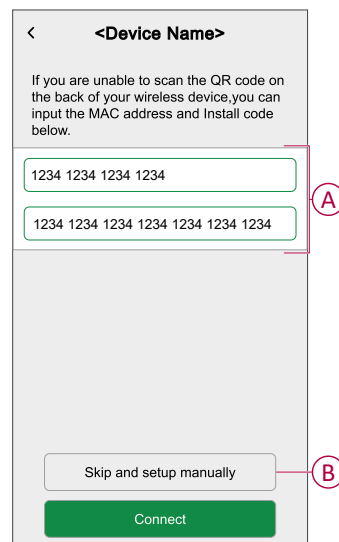 <Device Name>
If you are unable to scan the QR code on
the back of your wireless device,you can
input the MAC address and Install code
below.
1234 1234 1234 1234
1234 1234 1234 1234 1234 1234 1234
A
Skip and setup manually
B
Connect